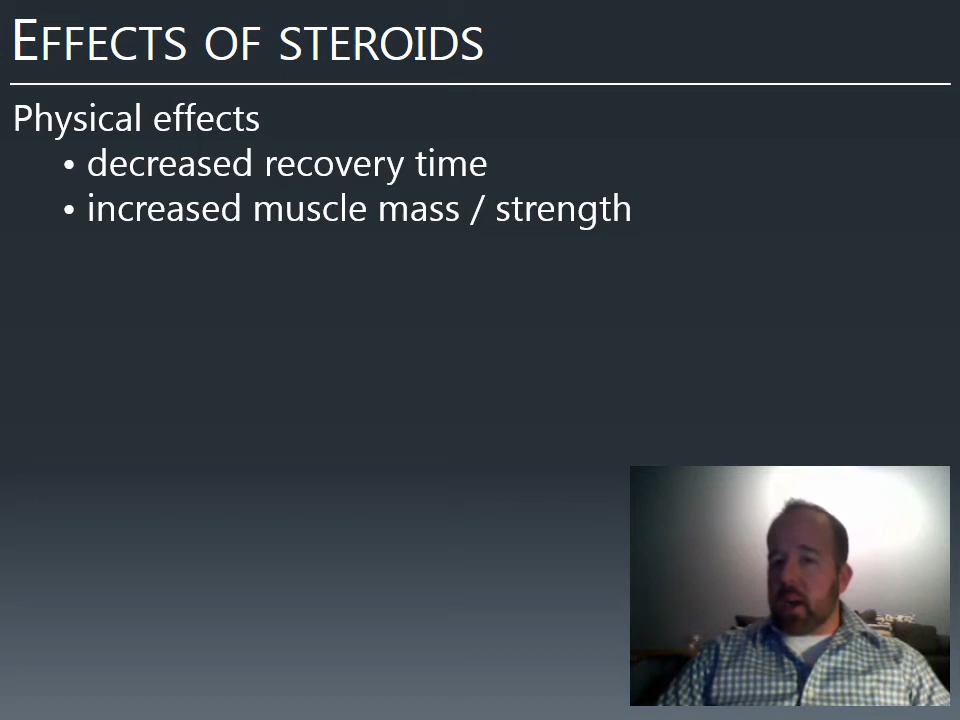 EFFECTS OF STEROIDS
Physical effects
• decreased recovery time
• increased muscle mass / strength